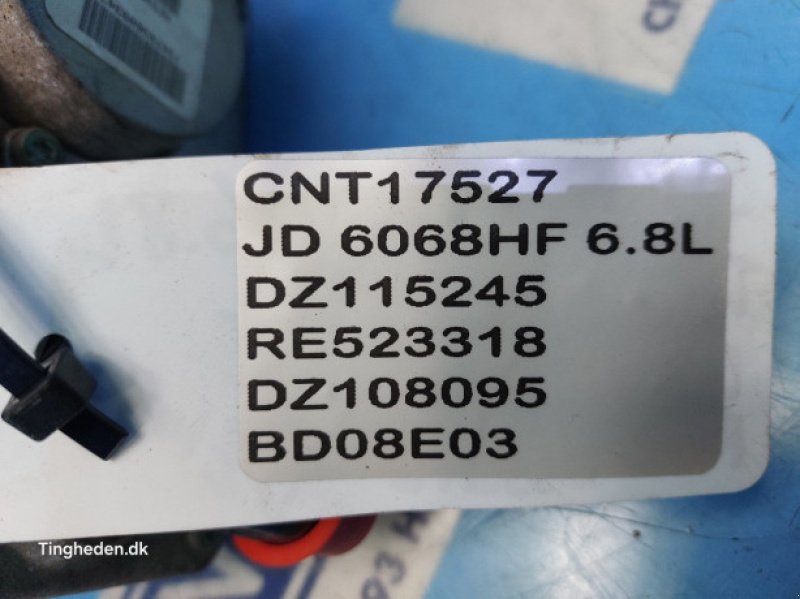 CNT17527
JD 6068HF 6.8L
DZ115245
RE523318
DZ108095
BD08E03
Tingheden.dk